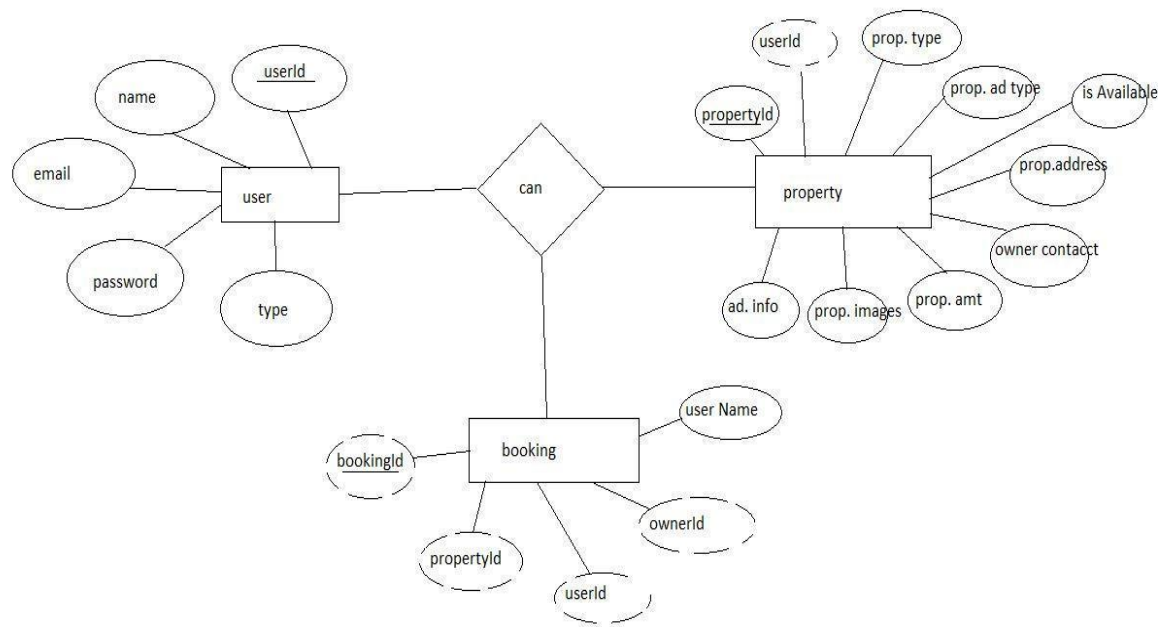 userId
name
email
user
password
type
can
userId
prop. type
prop. ad type
is Available
propertyId
prop.address
property
owner contacct
ad. info
prop. images
prop. amt
user Name
booking
bookingId
ownerId
propertyId
userId